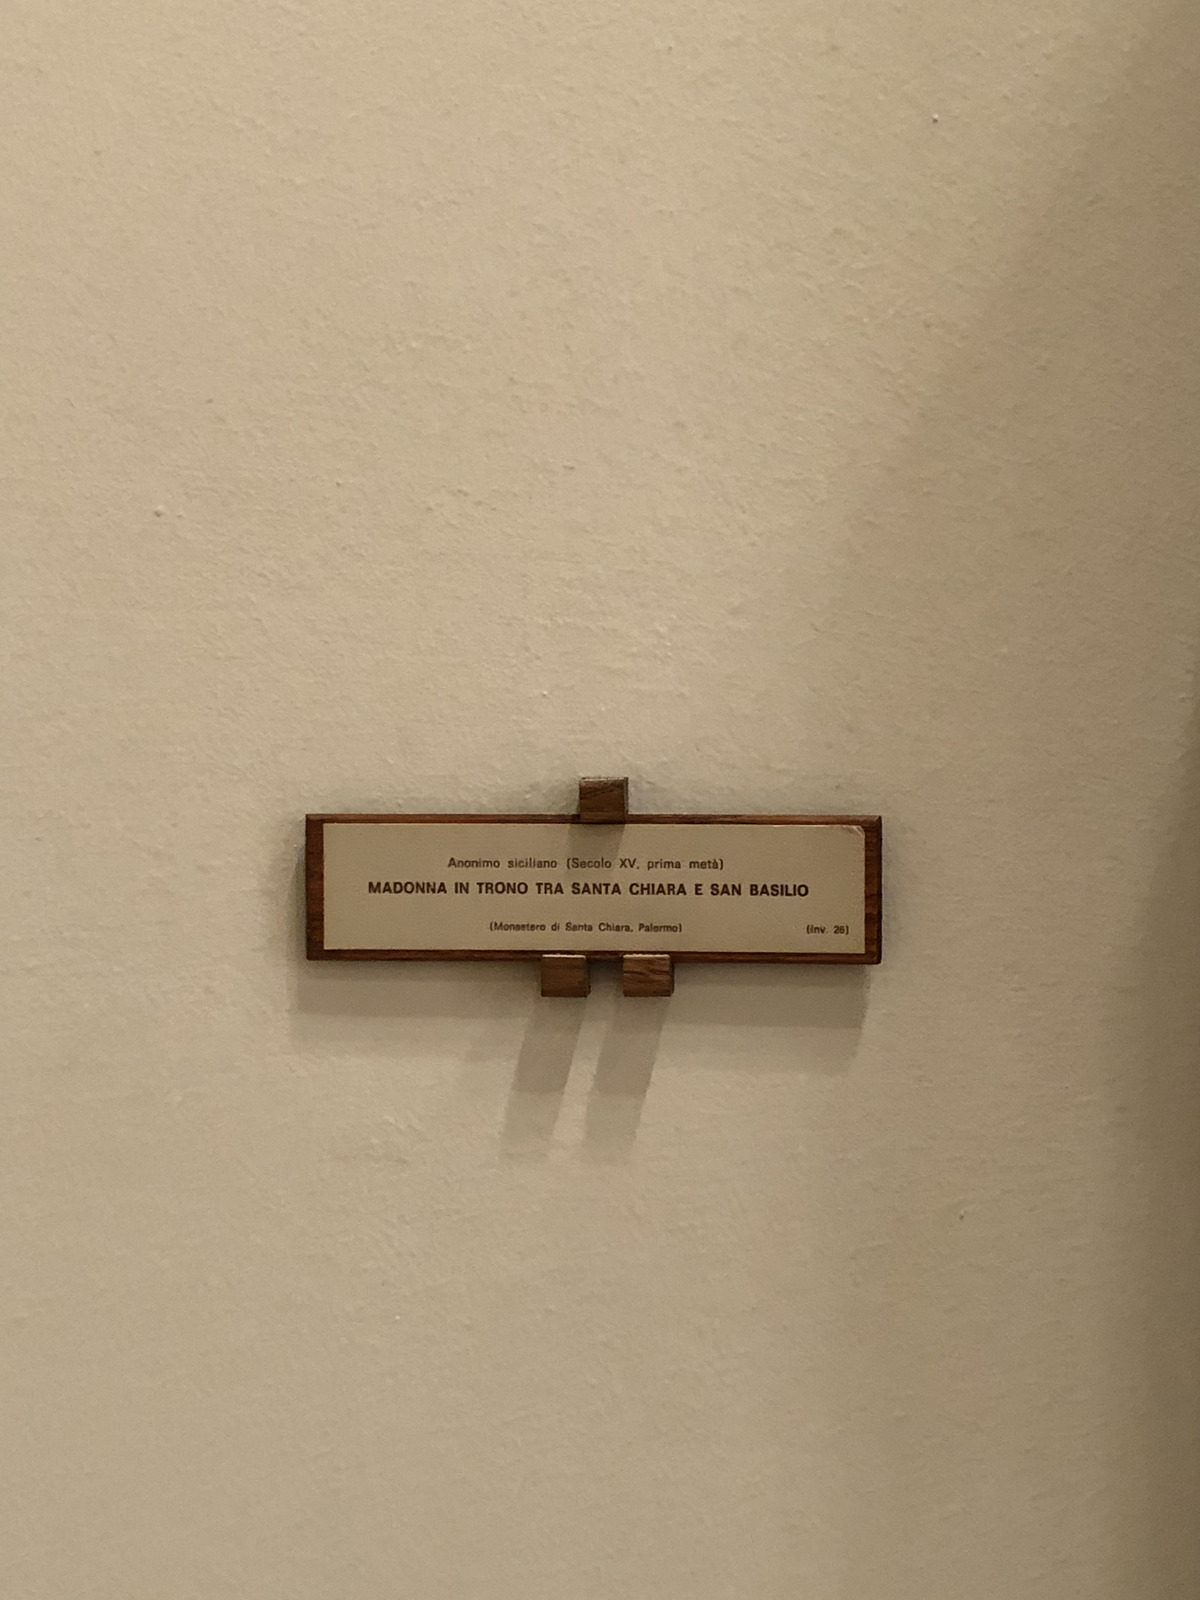 Anonimo siciliano (Secolo XV, prima metà)
MADONNA IN TRONO TRA SANTA CHIARA E SAN BASILIO
(Monastero di Santa Chiara, Palermo) (Inv. 26)